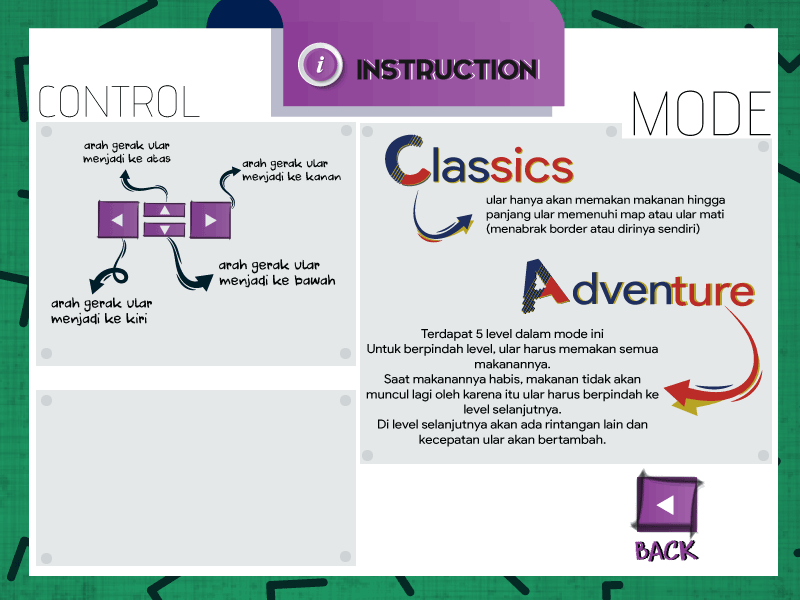 i
INSTRUCTION
CONTROL
arah gerak ular
menjadi ke atas
arah gerak ular
menjadi ke kanan
arah gerak ular
menjadi ke bawah
arah gerak ular
menjadi ke kiri
MODE
Classics
ular hanya akan memakan makanan hingga
panjang ular memenuhi map atau ular mati
(menabrak border atau dirinya sendiri)
Adventure
Terdapat 5 level dalam mode ini
Untuk berpindah level, ular harus memakan semua
makanannya.
Saat makanannya habis, makanan tidak akan
muncul lagi oleh karena itu ular harus berpindah ke
level selanjutnya.
Di level selanjutnya akan ada rintangan lain dan
kecepatan ular akan bertambah.
BACK